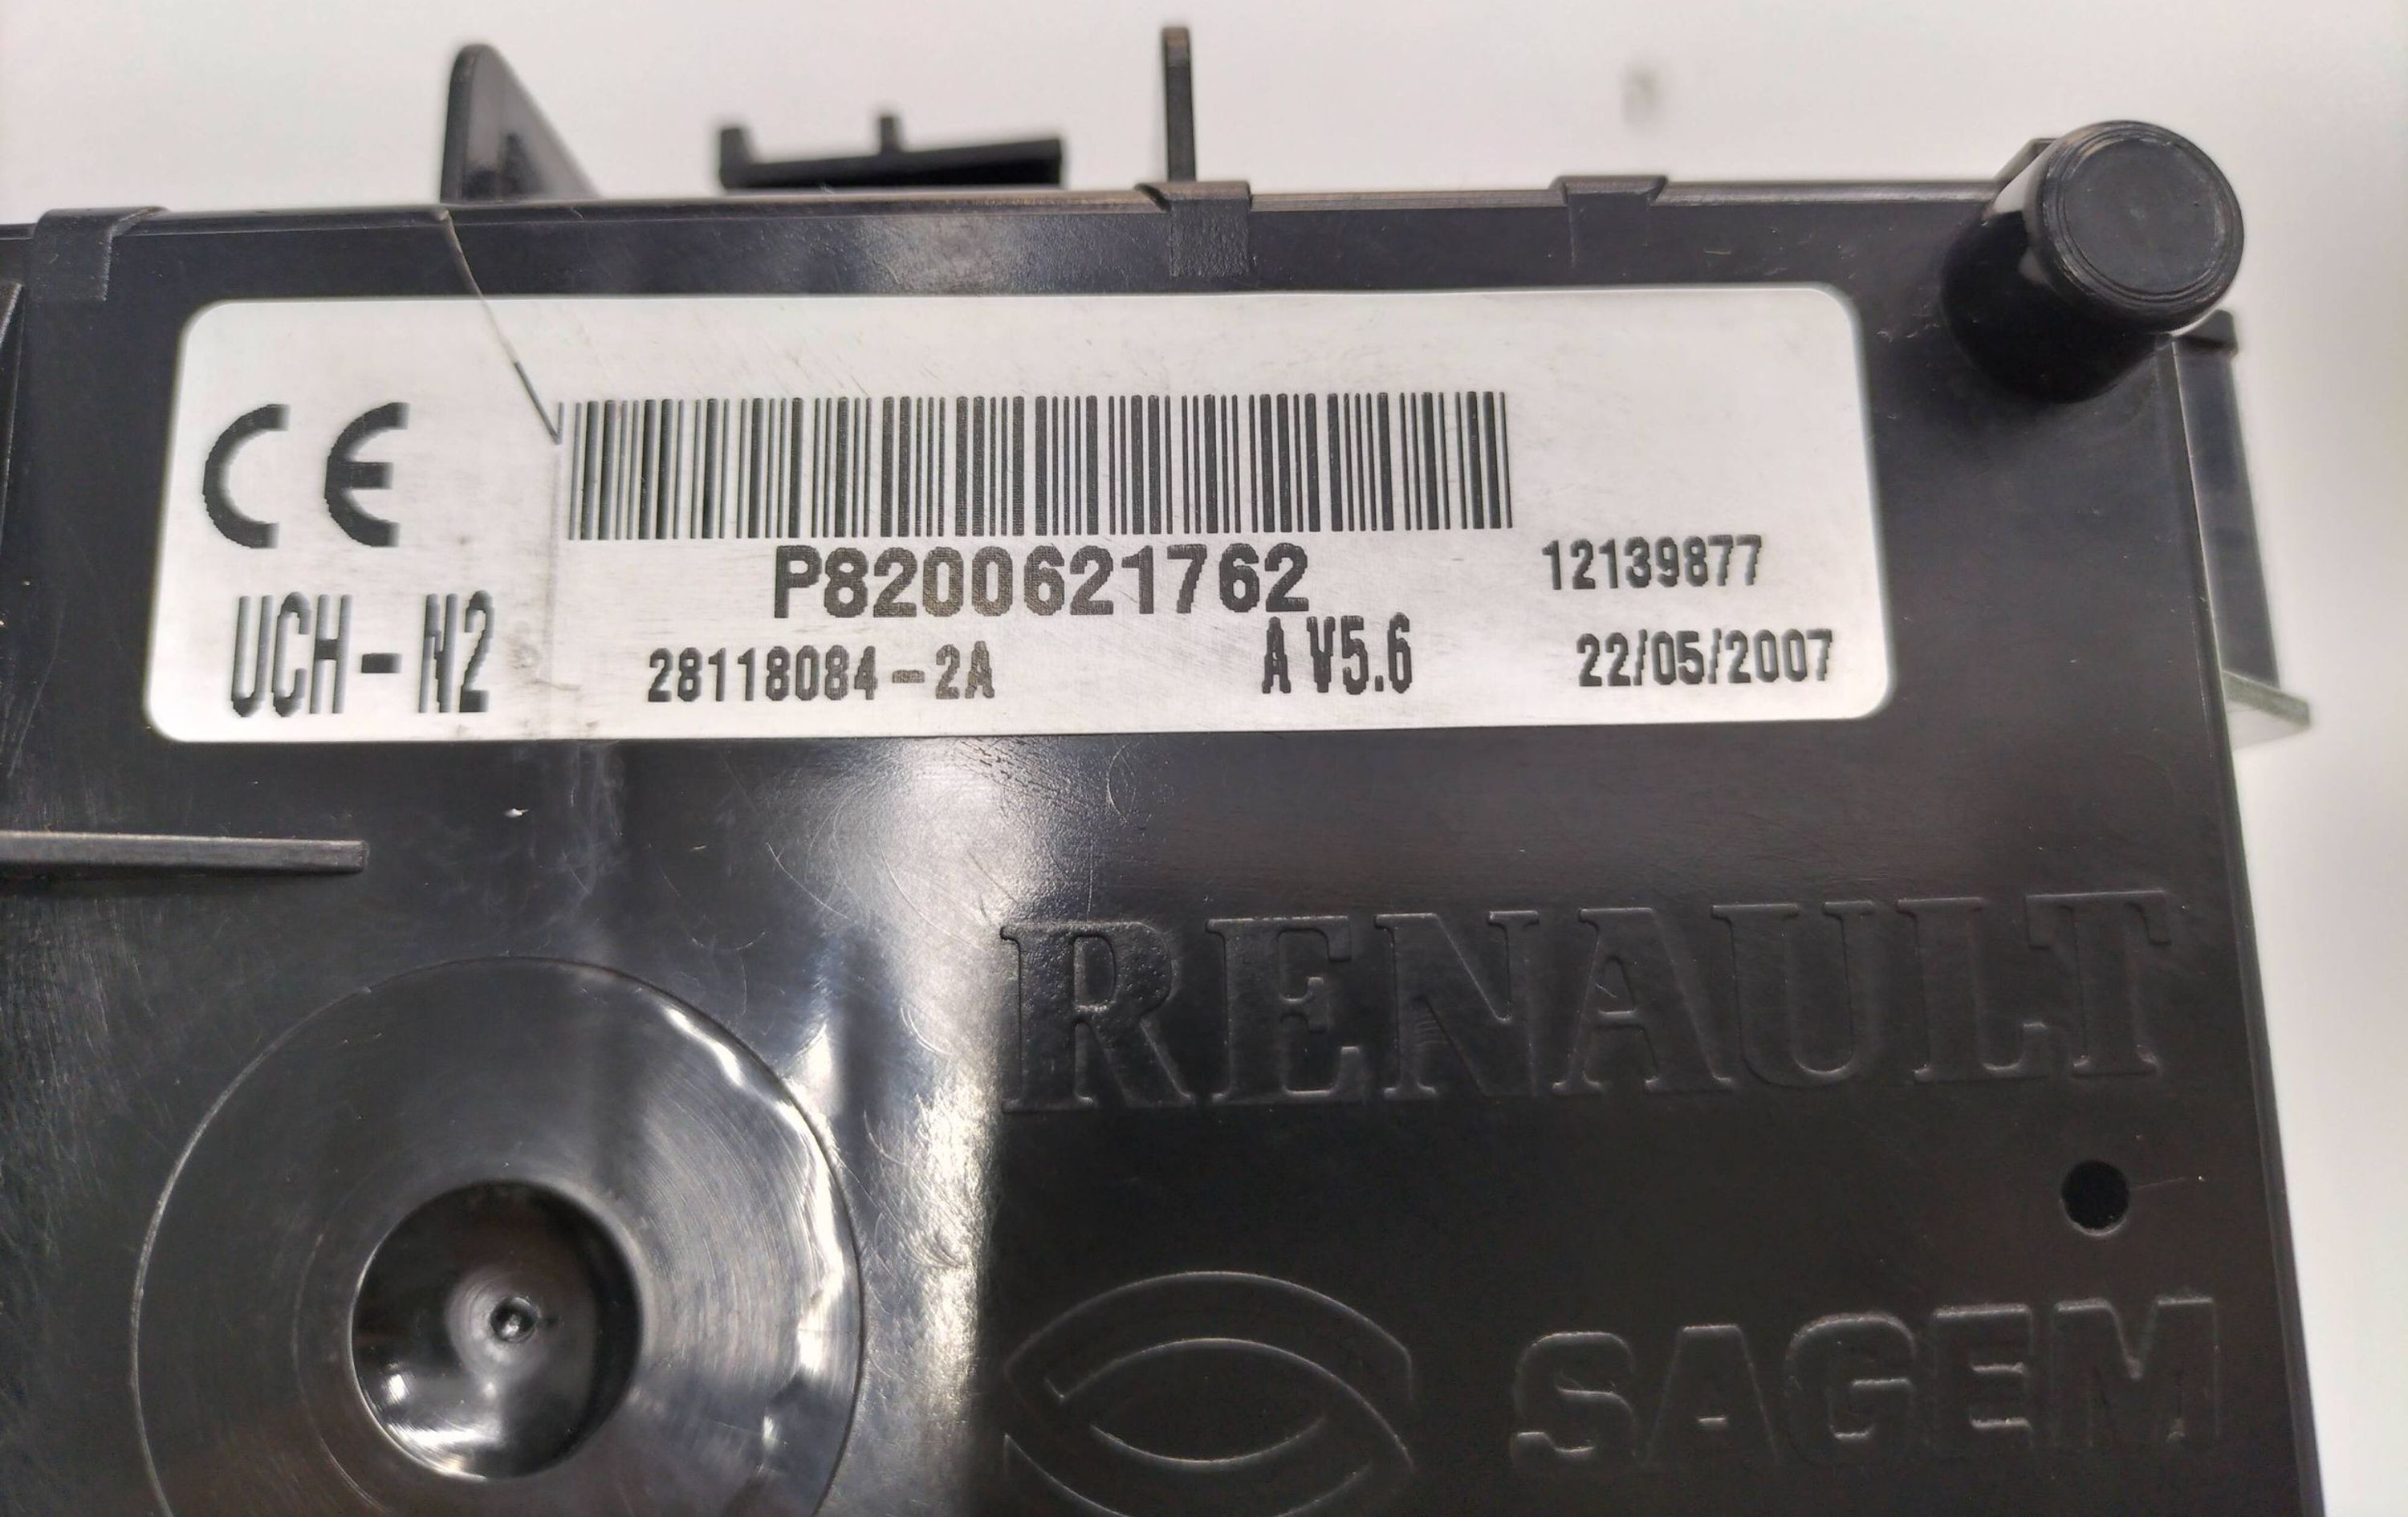 CE
P8200621762
12139877
UCH-N2
28118084-2A
A V5.6
22/05/2007
RENAULT
SAGEM